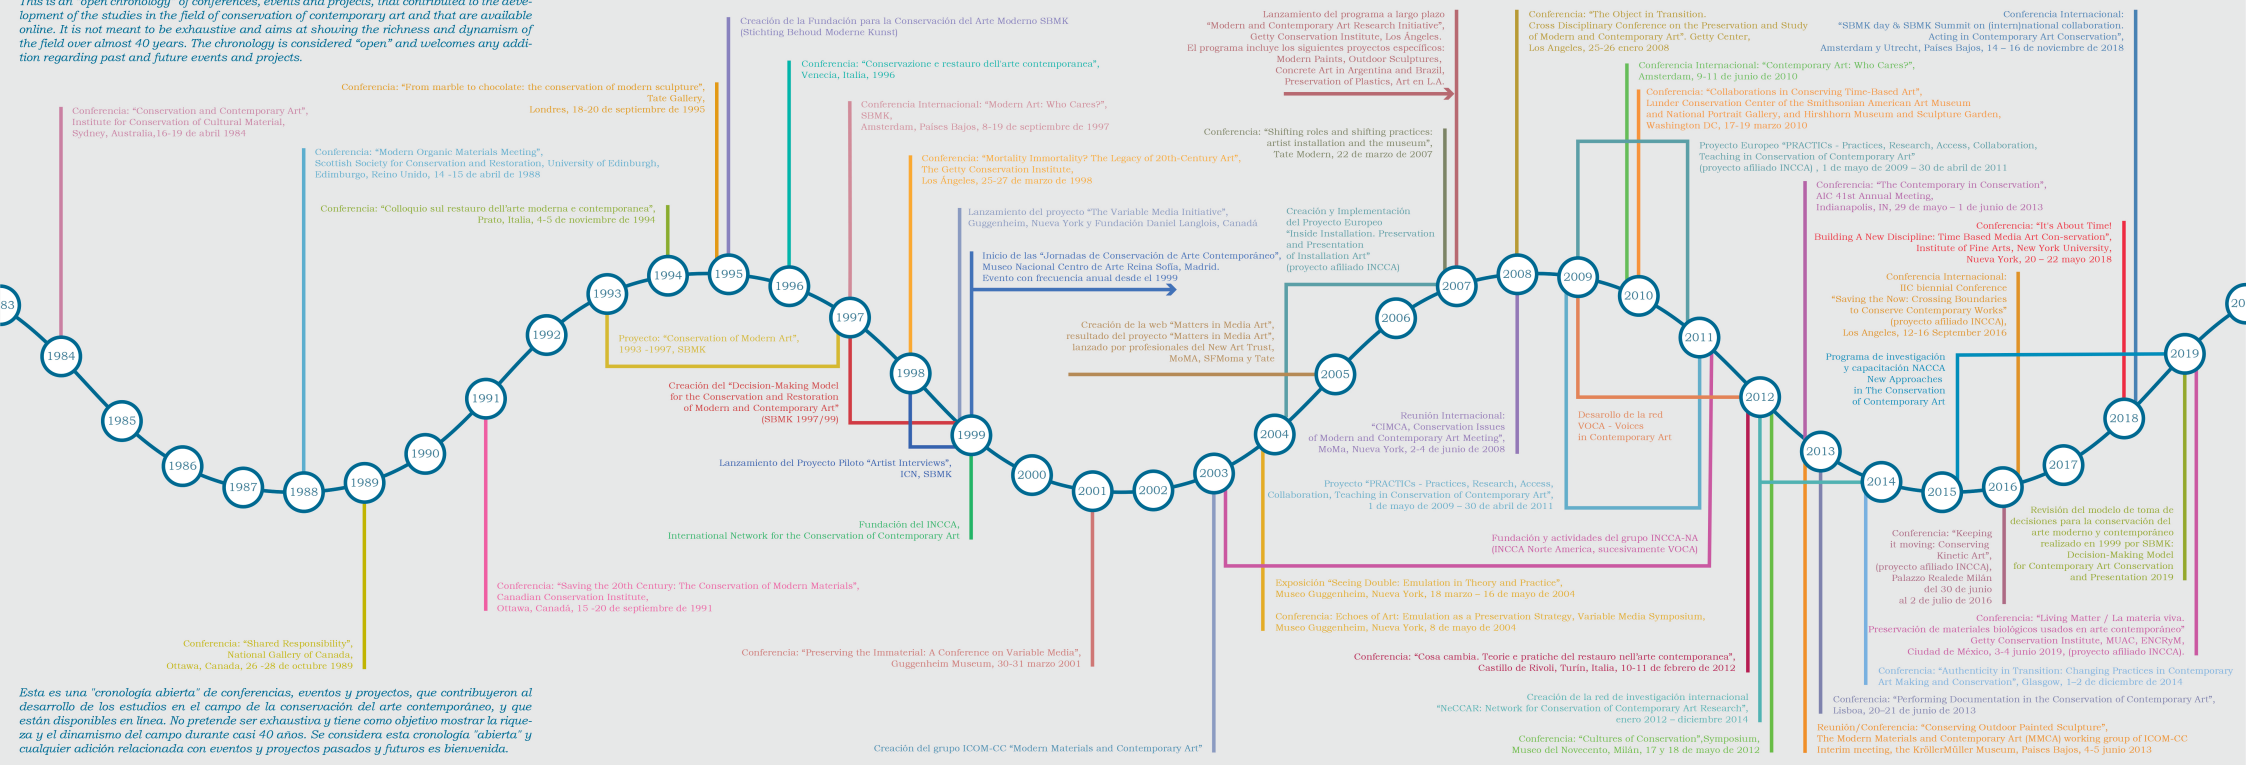 This is an "open chronology" of conferences, events and projects, that contributed to the deve-
lopment of the studies in the field of conservation of contemporary art and that are available
online. It is not meant to be exhaustive and aims at showing the richness and dynamism of
the field over almost 40 years. The chronology is considered “open” and welcomes any addi-
tion regarding past and future events and projects.
Conferencia: “Conservation and Contemporary Art”,
Institute for Conservation of Cultural Material,
Sydney, Australia,16-19 de abril 1984
Conferencia: “Modern Organic Materials Meeting”,
Scottish Society for Conservation and Restoration, University of Edinburgh,
Edimburgo, Reino Unido, 14 -15 de abril de 1988
Conferencia: “From marble to chocolate: the conservation of modern sculpture”,
Tate Gallery,
Londres, 18-20 de septiembre de 1995
Conferencia: “Colloquio sul restauro dell’arte moderna e contemporanea”,
Prato, Italia, 4-5 de noviembre de 1994
Creación de la Fundación para la Conservación del Arte Moderno SBMK
(Stichting Behoud Moderne Kunst)
Conferencia: “Conservazione e restauro dell'arte contemporanea”,
Venecia, Italia, 1996
Conferencia Internacional: “Modern Art: Who Cares?”,
SBMK,
Amsterdam, Países Bajos, 8-19 de septiembre de 1997
Conferencia: “Mortality Immortality? The Legacy of 20th-Century Art”,
The Getty Conservation Institute,
Los Ángeles, 25-27 de marzo de 1998
Lanzamiento del proyecto “The Variable Media Initiative”,
Guggenheim, Nueva York y Fundación Daniel Langlois, Canadá
Inicio de las “Jornadas de Conservación de Arte Contemporáneo”,
Museo Nacional Centro de Arte Reina Sofía, Madrid.
Evento con frecuencia anual desde el 1999
Lanzamiento del programa a largo plazo
“Modern and Contemporary Art Research Initiative”,
Getty Conservation Institute, Los Ángeles.
El programa incluye los siguientes proyectos específicos:
Modern Paints, Outdoor Sculptures,
Concrete Art in Argentina and Brazil,
Preservation of Plastics, Art en L.A.
Conferencia: “Shifting roles and shifting practices:
artist installation and the museum”,
Tate Modern, 22 de marzo de 2007
Creación y Implementación
del Proyecto Europeo
“Inside Installation. Preservation
and Presentation
of Installation Art”
(proyecto afiliado INCCA)
Conferencia: “The Object in Transition.
Cross Disciplinary Conference on the Preservation and Study
of Modern and Contemporary Art”. Getty Center,
Los Angeles, 25-26 enero 2008
Conferencia Internacional: “Contemporary Art: Who Cares?”,
Amsterdam, 9-11 de junio de 2010
Conferencia: “Collaborations in Conserving Time-Based Art”,
Lunder Conservation Center of the Smithsonian American Art Museum
and National Portrait Gallery, and Hirshhorn Museum and Sculpture Garden,
Washington DC, 17-19 marzo 2010
Proyecto Europeo “PRACTICs - Practices, Research, Access, Collaboration,
Teaching in Conservation of Contemporary Art”
(proyecto afiliado INCCA) , 1 de mayo de 2009 – 30 de abril de 2011
Conferencia Internacional:
“SBMK day & SBMK Summit on (intern)national collaboration.
Acting in Contemporary Art Conservation”,
Amsterdam y Utrecht, Países Bajos, 14 – 16 de noviembre de 2018
Conferencia: “The Contemporary in Conservation”,
AIC 41st Annual Meeting,
Indianapolis, IN, 29 de mayo – 1 de junio de 2013
Conferencia: “It's About Time!
Building A New Discipline: Time Based Media Art Con-servation”,
Institute of Fine Arts, New York University,
Nueva York, 20 – 22 mayo 2018
Conferencia Internacional:
IIC biennial Conference
“Saving the Now: Crossing Boundaries
to Conserve Contemporary Works”
(proyecto afiliado INCCA),
Los Angeles, 12-16 September 2016
Programa de investigación
y capacitación NACCA
New Approaches
in The Conservation
of Contemporary Art
83
1984
1985
1986
1987
1988
1989
1990
1991
1992
1993
1994
1995
1996
1997
1998
1999
2000
2001
2002
2003
2004
2005
2006
2007
2008
2009
2010
2011
2012
2013
2014
2015
2016
2017
2018
2019
20
Proyecto: “Conservation of Modern Art”,
1993 -1997, SBMK
Creación del “Decision-Making Model
for the Conservation and Restoration
of Modern and Contemporary Art”
(SBMK 1997/99)
Lanzamiento del Proyecto Piloto “Artist Interviews”,
ICN, SBMK
Fundación del INCCA,
International Network for the Conservation of Contemporary Art
Creación de la web “Matters in Media Art”,
resultado del proyecto “Matters in Media Art”,
lanzado por profesionales del New Art Trust,
MoMA, SFMoma y Tate
Reunión Internacional:
“CIMCA, Conservation Issues
of Modern and Contemporary Art Meeting”,
MoMa, Nueva York, 2-4 de junio de 2008
Desarollo de la red
VOCA - Voices
in Contemporary Art
Proyecto “PRACTICs - Practices, Research, Access,
Collaboration, Teaching in Conservation of Contemporary Art”,
1 de mayo de 2009 – 30 de abril de 2011
Fundación y actividades del grupo INCCA-NA
(INCCA Norte America, sucesivamente VOCA)
Conferencia: “Saving the 20th Century: The Conservation of Modern Materials”,
Canadian Conservation Institute,
Ottawa, Canadá, 15 -20 de septiembre de 1991
Conferencia: “Shared Responsibility”,
National Gallery of Canada,
Ottawa, Canada, 26 -28 de octubre 1989
Conferencia: “Preserving the Immaterial: A Conference on Variable Media”,
Guggenheim Museum, 30-31 marzo 2001
Exposición “Seeing Double: Emulation in Theory and Practice”,
Museo Guggenheim, Nueva York, 18 marzo – 16 de mayo de 2004
Conferencia: Echoes of Art: Emulation as a Preservation Strategy, Variable Media Symposium,
Museo Guggenheim, Nueva York, 8 de mayo de 2004
Conferencia: “Cosa cambia. Teorie e pratiche del restauro nell’arte contemporanea”,
Castillo de Rivoli, Turín, Italia, 10-11 de febrero de 2012
Creación de la red de investigación internacional
“NeCCAR: Network for Conservation of Contemporary Art Research”,
enero 2012 – diciembre 2014
Conferencia: “Cultures of Conservation”,Symposium,
Museo del Novecento, Milán, 17 y 18 de mayo de 2012
Creación del grupo ICOM-CC “Modern Materials and Contemporary Art”
Conferencia: “Keeping
it moving: Conserving
Kinetic Art”,
(proyecto afiliado INCCA),
Palazzo Realede Milán
del 30 de junio
al 2 de julio de 2016
Revisión del modelo de toma de
decisiones para la conservación del
arte moderno y contemporáneo
realizado en 1999 por SBMK:
Decision-Making Model
for Contemporary Art Conservation
and Presentation 2019
Conferencia: “Living Matter / La materia viva.
Preservación de materiales biológicos usados en arte contemporáneo”
Getty Conservation Institute, MUAC, ENCRyM,
Ciudad de México, 3-4 junio 2019, (proyecto afiliado INCCA).
Conferencia: “Authenticity in Transition: Changing Practices in Contemporary
Art Making and Conservation”, Glasgow, 1–2 de diciembre de 2014
Conferencia: “Performing Documentation in the Conservation of Contemporary Art”,
Lisboa, 20–21 de junio de 2013
Reunión/Conferencia: “Conserving Outdoor Painted Sculpture”,
The Modern Materials and Contemporary Art (MMCA) working group of ICOM-CC
Interim meeting, the KröllerMüller Museum, Países Bajos, 4-5 junio 2013
Esta es una "cronología abierta" de conferencias, eventos y proyectos, que contribuyeron al
desarrollo de los estudios en el campo de la conservación del arte contemporáneo, y que
están disponibles en línea. No pretende ser exhaustiva y tiene como objetivo mostrar la rique-
za y el dinamismo del campo durante casi 40 años. Se considera esta cronología "abierta" y
cualquier adición relacionada con eventos y proyectos pasados y futuros es bienvenida.